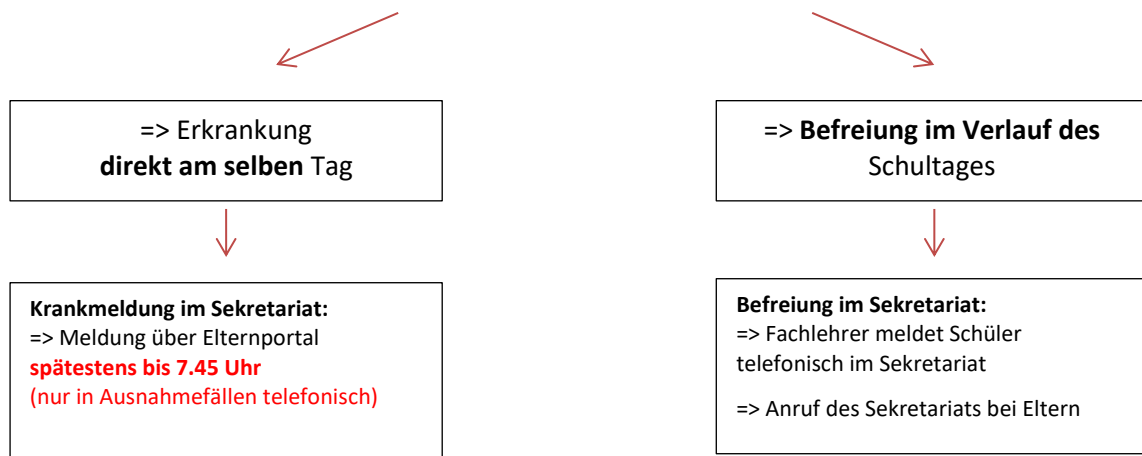 => Erkrankung
direkt am selben Tag
=> Befreiung im Verlauf des
Schultages
Krankmeldung im Sekretariat:
=> Meldung über Elternportal
spätestens bis 7.45 Uhr
(nur in Ausnahmefällen telefonisch)
Befreiung im Sekretariat:
=> Fachlehrer meldet Schüler
telefonisch im Sekretariat
=> Anruf des Sekretariats bei Eltern